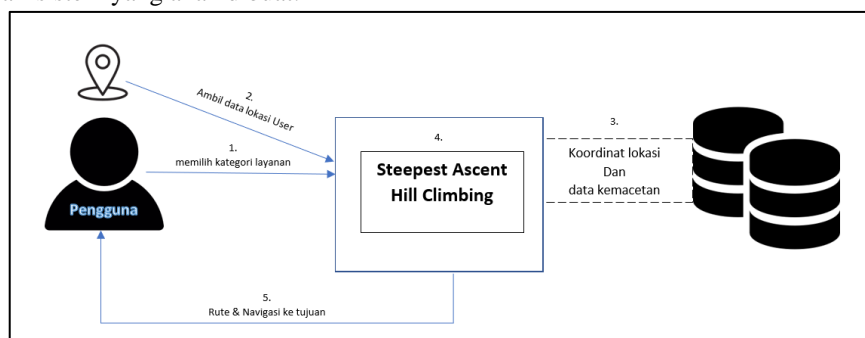 2.
Ambil data lokasi User
1.
memilih kategori layanan
Pengguna
4.
Steepest Ascent
Hill Climbing
3.
Koordinat lokasi
Dan
data kemacetan
5.
Rute & Navigasi ke tujuan